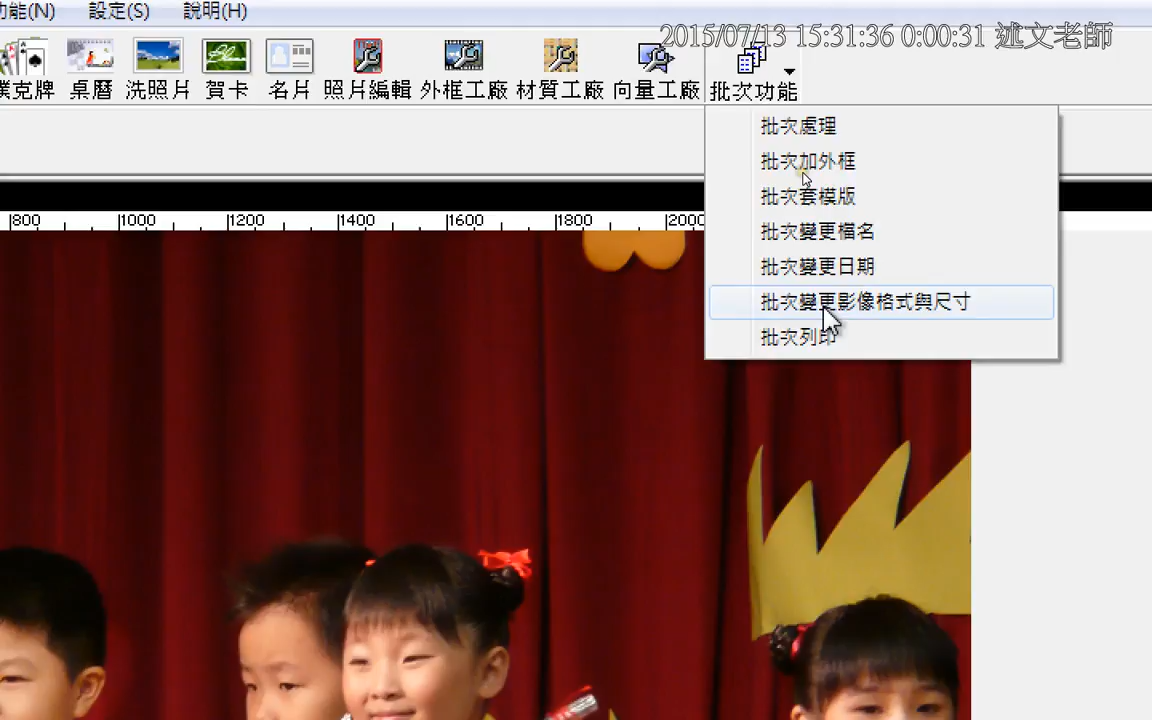 能(N) 設定(S) 說明(H)
2015/07/13 15:31:36 0:00:31 述文老師
克牌 桌曆 洗照片 賀卡 名片 照片編輯 外框工廠 材質工廠 向量工廠 批次功能
批次處理
批次加外框
批次套模版
批次變更檔名
批次變更日期
批次變更影像格式與尺寸
批次列印
800 1000 1200 1400 1600 1800 2000